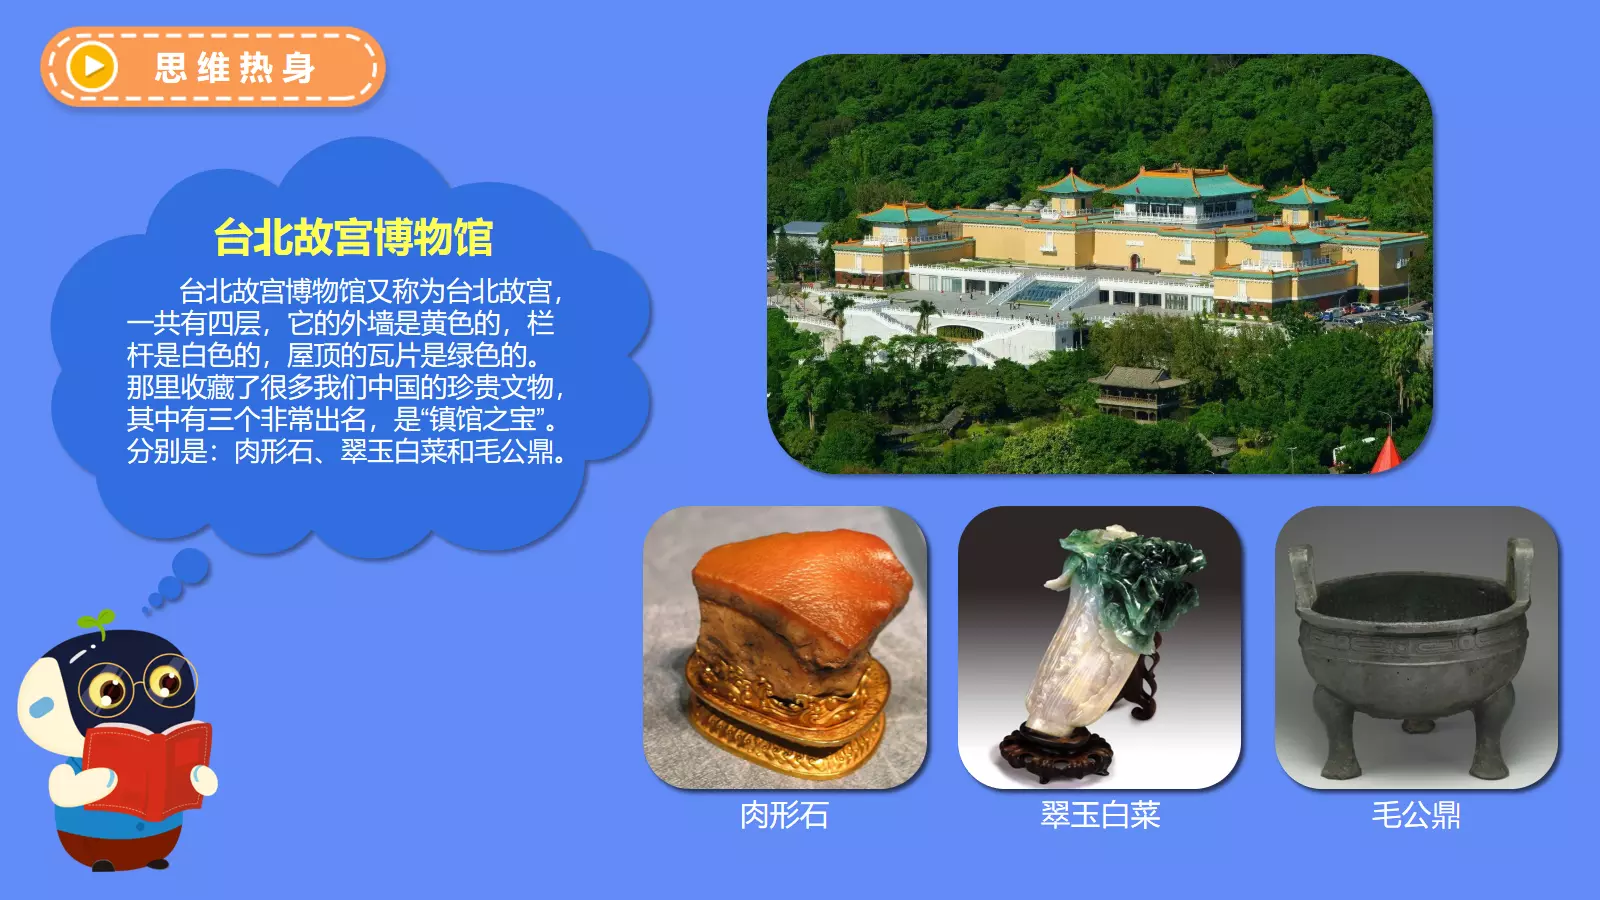 思维热身
台北故宫博物馆
台北故宫博物馆又称为台北故宫，
一共有四层，它的外墙是黄色的，栏
杆是白色的，屋顶的瓦片是绿色的。
那里收藏了很多我们中国的珍贵文物，
其中有三个非常出名，是“镇馆之宝”。
分别是：肉形石、翠玉白菜和毛公鼎。
肉形石
翠玉白菜
毛公鼎